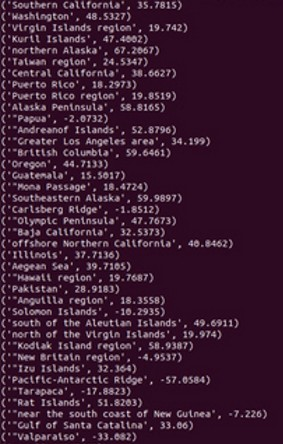 ('Southern California', 35.7815)
('Washington', 48.5327)
('Virgin Islands region', 19.742)
('Kuril Islands', 47.4002)
('northern Alaska', 67.2067)
('Taiwan region', 24.5347)
('Central California', 38.6627)
('Puerto Rico', 18.2973)
('Puerto Rico region', 19.8519)
('Alaska Peninsula', 58.8165)
('"Papua', -2.0732)
('"Andreanof Islands', 52.8796)
('"Greater Los Angeles area', 34.199)
('"British Columbia', 59.6461)
('Oregon', 44.7133)
('Guatemala', 15.5017)
('"Mona Passage', 18.4724)
('Southeastern Alaska', 59.9897)
('Carlsberg Ridge', -1.8512)
('"Olympic Peninsula', 47.7673)
('"Baja California', 32.5373)
('offshore Northern California', 40.8462)
('Illinois', 37.7136)
('Aegean Sea', 39.7105)
('"Hawaii region', 19.7687)
('Pakistan', 28.9183)
('"Anguilla region', 18.3558)
('Solomon Islands', -10.2935)
('south of the Aleutian Islands', 49.6911)
('north of the Virgin Islands', 19.974)
('"Kodiak Island region', 58.9387)
('"New Britain region', -4.9537)
('"Izu Islands', 32.364)
('Pacific-Antarctic Ridge', -57.0584)
('"Tarapaca', -17.8823)
('"Rat Islands', 51.8203)
('"near the south coast of New Guinea', -7.226)
('"Gulf of Santa Catalina', 33.06)
('"Valparaiso', -33.082)